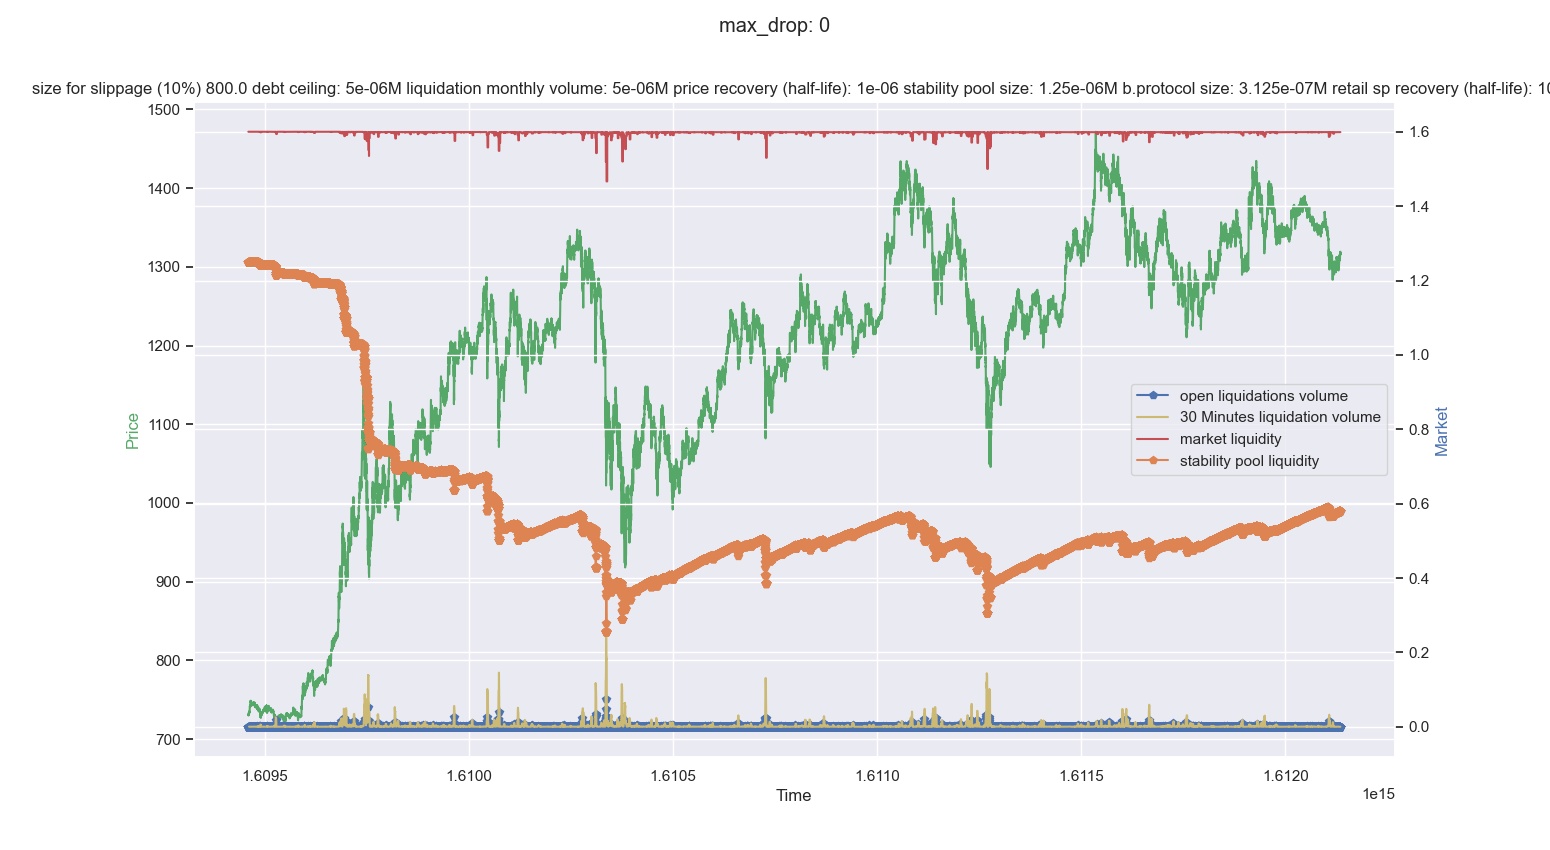 max_drop: 0
size for slippage (10%) 800.0 debt ceiling: 5e-06M liquidation monthly volume: 5e-06M price recovery (half-life): 1e-06 stability pool size: 1.25e-06M b.protocol size: 3.125e-07M retail sp recovery (half-life):
1500
1400
1300
1200
1100
1000
900
800
700
Price
1.6
1.4
1.2
1.0
0.8
0.6
0.4
0.2
0.0
Market
open liquidations volume
30 Minutes liquidation volume
market liquidity
stability pool liquidity
1.6095 1.6100 1.6105 1.6110 1.6115 1.6120
Time
1e15